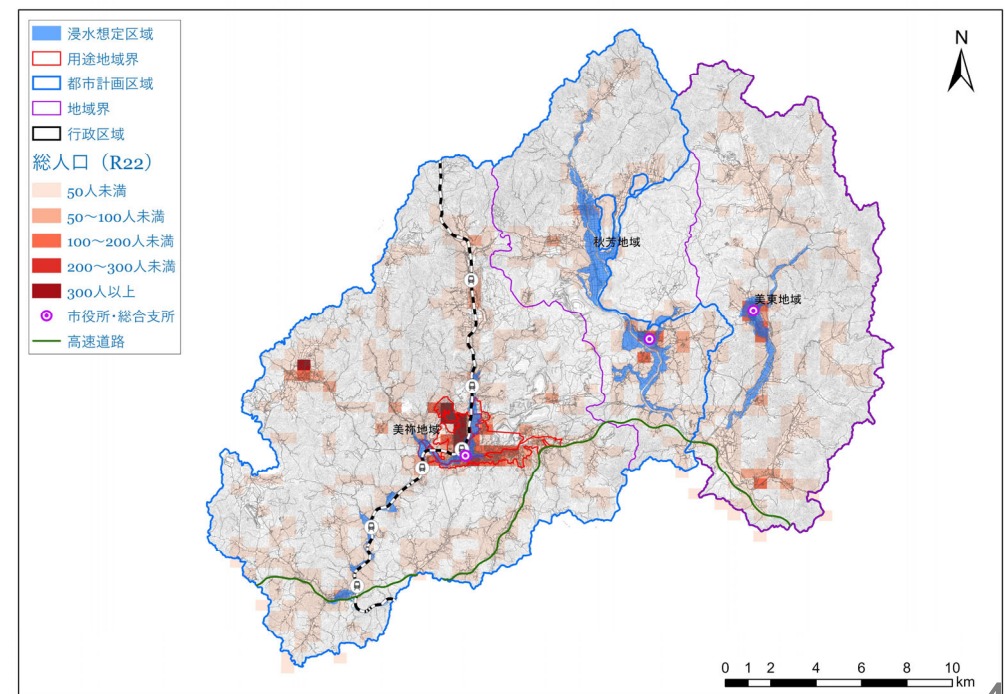 浸水想定区域
用途地域界
都市計画区域
地域界
行政区域
総人口（R22）
50人未満
50～100人未満
100～200人未満
200～300人未満
300人以上
市役所・総合支所
高速道路
N
秋芳地域
美東地域
美祢地域
0 1 2 4 6 8 10
km